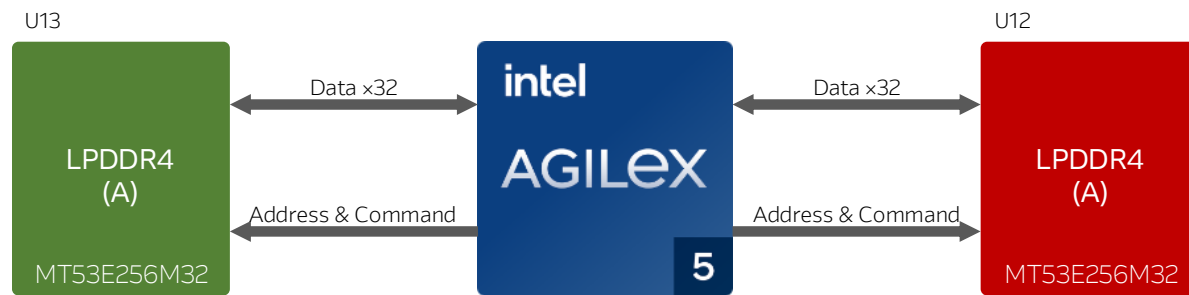 U13
U12
Data ×32
Data ×32
intel
AGILEX
LPDDR4
(A)
LPDDR4
(A)
Address & Command
Address & Command
MT53E256M32
5
MT53E256M32